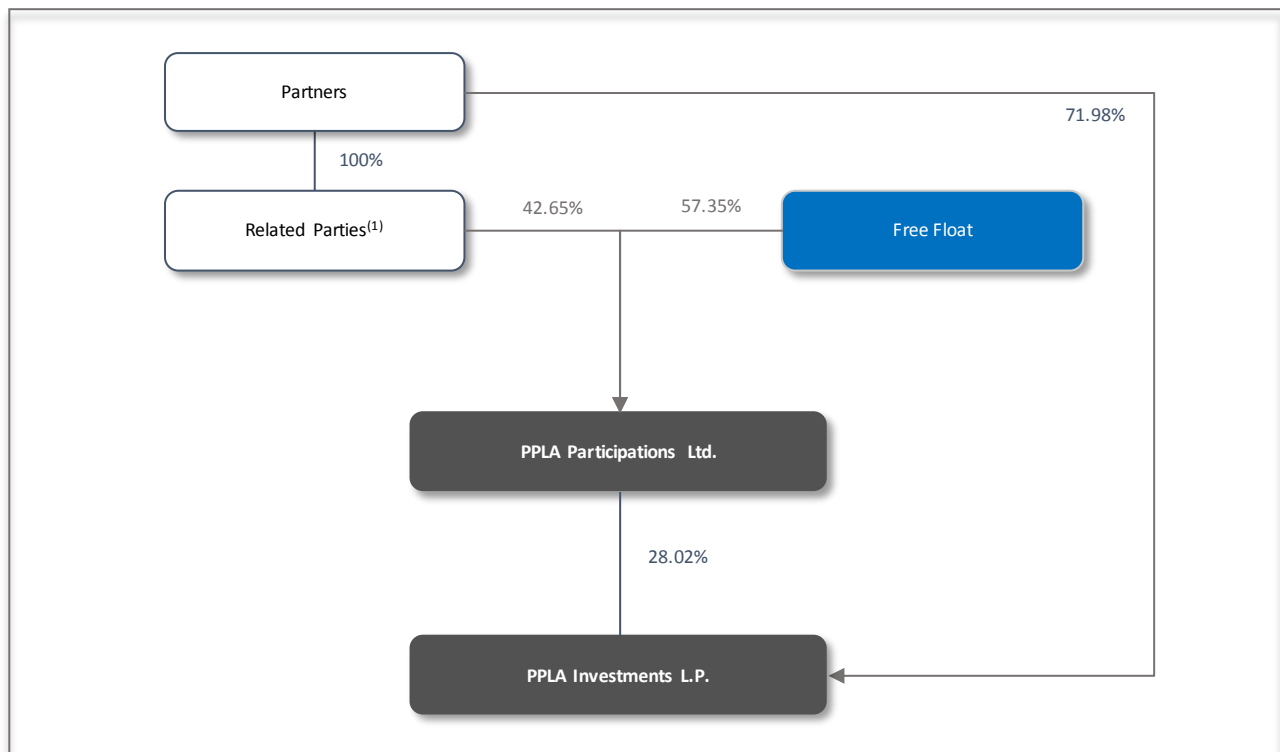 Partners
71.98%
100%
Related Parties(1)
42.65%
57.35%
Free Float
PPLA Participations Ltd.
28.02%
PPLA Investments L.P.